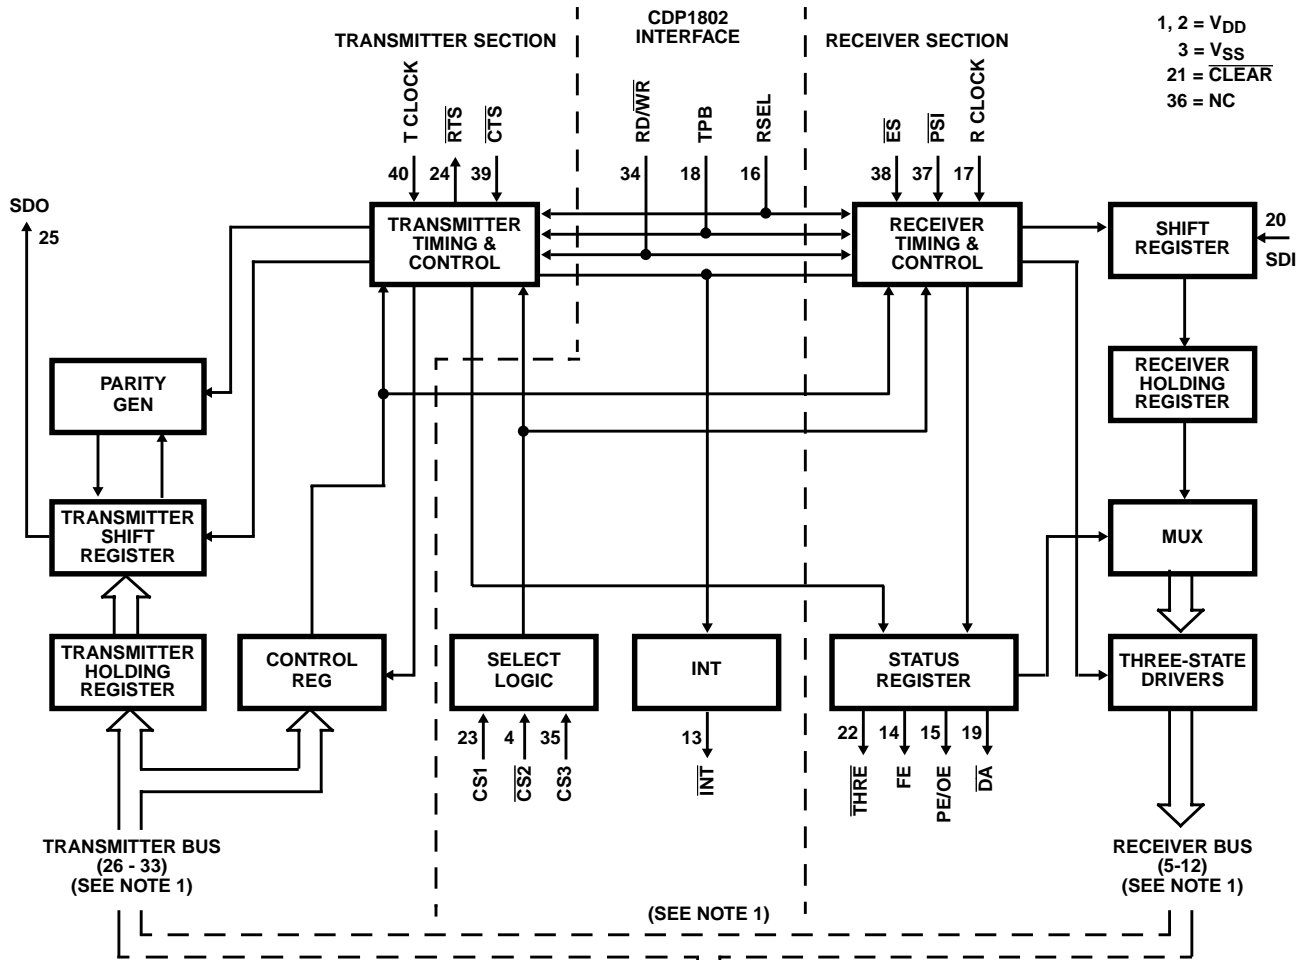 TRANSMITTER SECTION
CDP1802
INTERFACE
RECEIVER SECTION
1, 2 = VDD
3 = VSS
21 = CLEAR
36 = NC
T CLOCK
RTS
CTS
RD/WR
TPB
RSEL
ES
PSI
R CLOCK
40
24
39
34
18
16
38
37
17
SDO
25
TRANSMITTER
TIMING &
CONTROL
RECEIVER
TIMING &
CONTROL
SHIFT
REGISTER
20
SDI
PARITY
GEN
RECEIVER
HOLDING
REGISTER
TRANSMITTER
SHIFT
REGISTER
MUX
TRANSMITTER
HOLDING
REGISTER
CONTROL
REG
SELECT
LOGIC
INT
STATUS
REGISTER
THREE-STATE
DRIVERS
23
4
35
13
22
14
15
19
CS1
CS2
CS3
INT
THRE
FE
PE/OE
DA
TRANSMITTER BUS
(26 - 33)
(SEE NOTE 1)
RECEIVER BUS
(5-12)
(SEE NOTE 1)
(SEE NOTE 1)